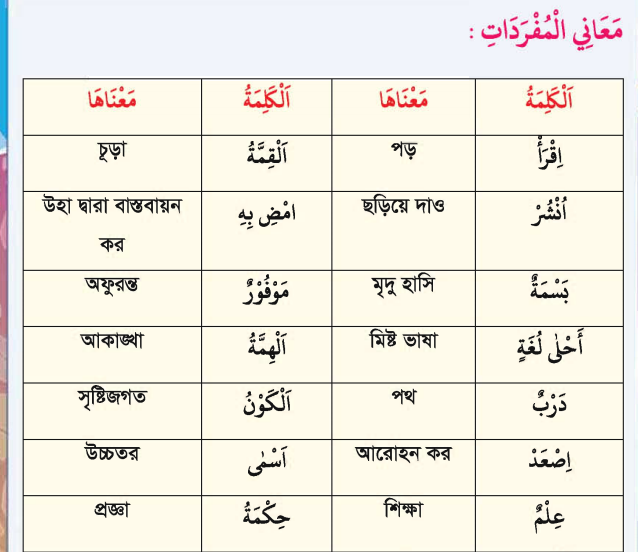 مَعَانِي الْمُفْرَدَاتِ :
اَلْكَلِمَةُ مَعْنَاهَا اَلْكَلِمَةُ مَعْنَاهَا
اِقْرَأْ পড় اَلْقِمَّةُ চূড়া
اُنْشُرْ ছড়িয়ে দাও امْضِ بِهِ উহা দ্বারা বাস্তবায়ন
কর
بَسْمَةٌ মৃদু হাসি مَوْفُوْرٌ অফুরন্ত
أَحْلٰى لُغَةٍ মিষ্ট ভাষা اَلْهِمَّةُ আকাঙ্খা
دَرْبٌ পথ اَلْكَوْنُ সৃষ্টিজগত
اِصْعَدْ আরোহন কর اَسْمٰى উচ্চতর
عِلْمٌ শিক্ষা حِكْمَةُ প্রজ্ঞা